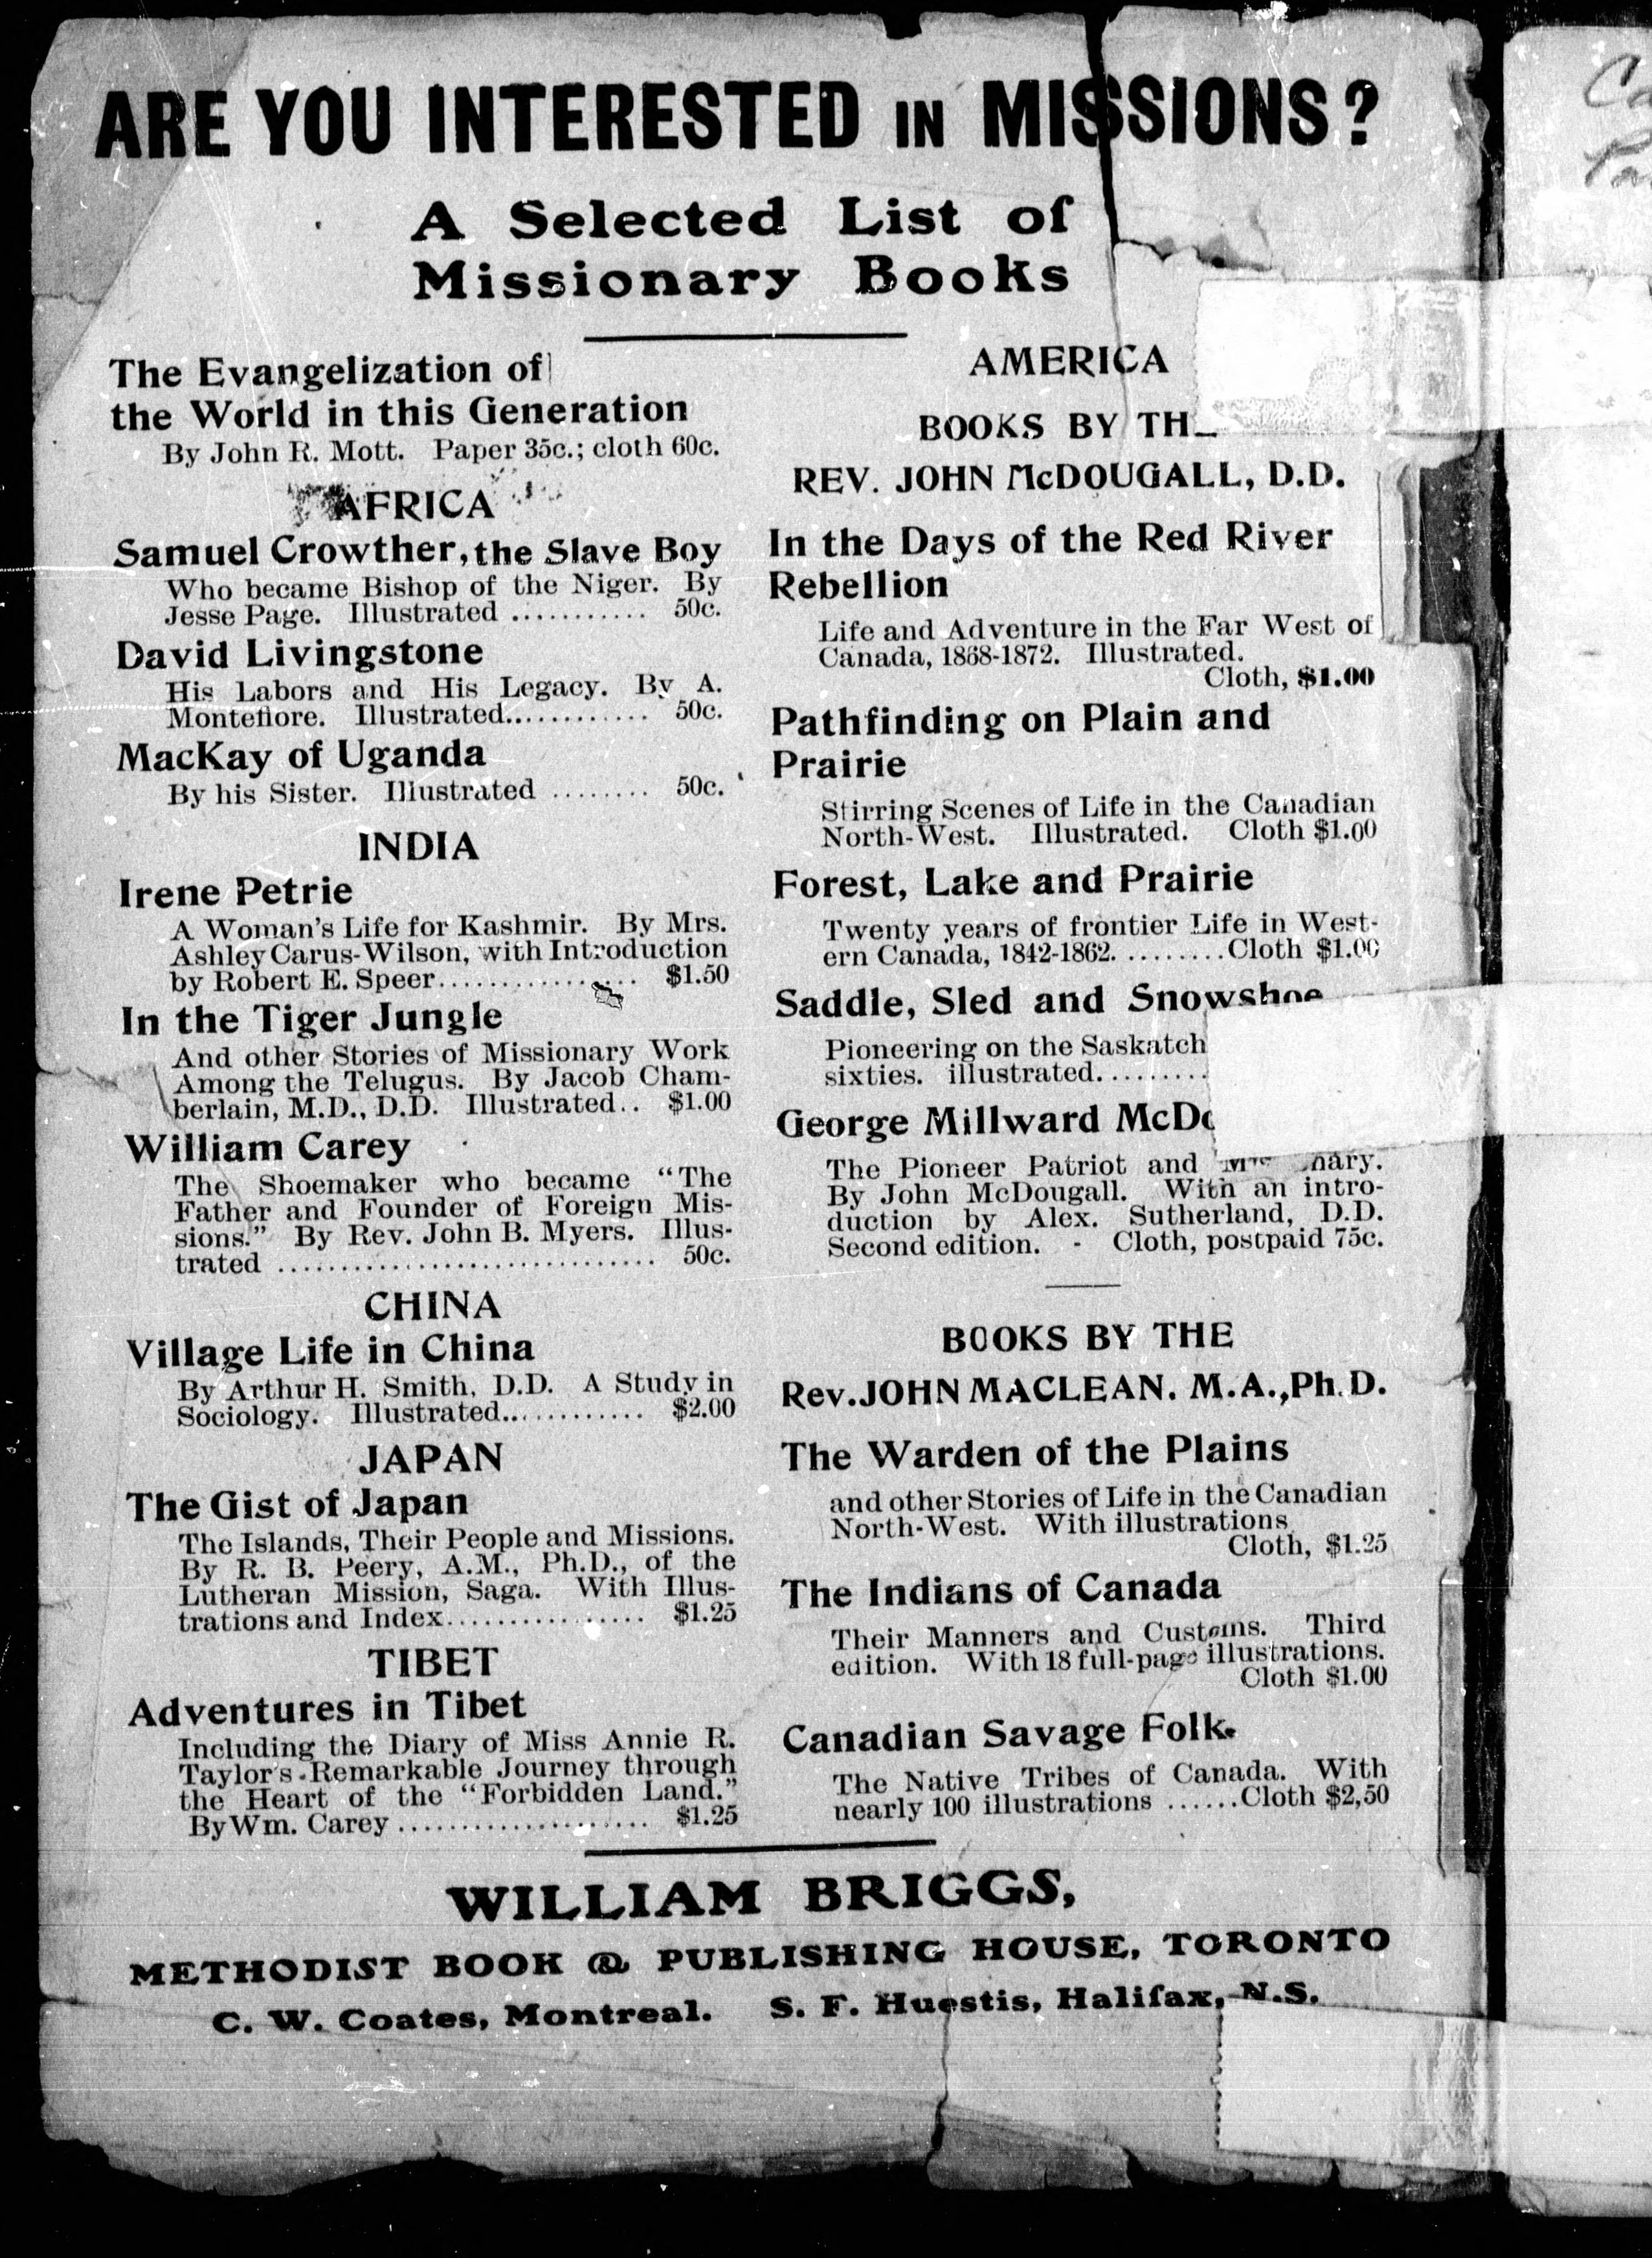 ARE YOU INTERESTED IN MISSIONS?
A Selected List of
Missionary Books
The Evangelization of
the World in this Generation
By John R. Mott. Paper 35c.; cloth 60c.
AFRICA
Samuel Crowther, the Slave Boy
Who became Bishop of the Niger. By
Jesse Page. Illustrated ........... 50c.
David Livingstone
His Labors and His Legacy. By A.
Montefiore. Illustrated............ 50c.
MacKay of Uganda
By his Sister. Illustrated ........ 50c.
INDIA
Irene Petrie
A Woman's Life for Kashmir. By Mrs.
Ashley Carus-Wilson, with Introduction
by Robert E. Speer................ $1.50
In the Tiger Jungle
And other Stories of Missionary Work
Among the Telugus. By Jacob Cham-
berlain, M.D., D.D. Illustrated.. $1.00
William Carey
The Shoemaker who became "The
Father and Founder of Foreign Mis-
sions." By Rev. John B. Myers. Illus-
trated .............................. 50c.
CHINA
Village Life in China
By Arthur H. Smith, D.D. A Study in
Sociology. Illustrated............ $2.00
JAPAN
The Gist of Japan
The Islands, Their People and Missions.
By R. B. Peery, A.M., Ph.D., of the
Lutheran Mission, Saga. With Illus-
trations and Index................ $1.25
TIBET
Adventures in Tibet
Including the Diary of Miss Annie R.
Taylor's Remarkable Journey through
the Heart of the "Forbidden Land."
By Wm. Carey .................... $1.25
AMERICA
BOOKS BY TH
REV. JOHN McDOUGALL, D.D.
In the Days of the Red River
Rebellion
Life and Adventure in the Far West of
Canada, 1868-1872. Illustrated.
Cloth, $1.00
Pathfinding on Plain and
Prairie
Stirring Scenes of Life in the Canadian
North-West. Illustrated. Cloth $1.00
Forest, Lake and Prairie
Twenty years of frontier Life in West-
ern Canada, 1842-1862. ........Cloth $1.00
Saddle, Sled and Snowshoe
Pioneering on the Saskatch
sixties. illustrated.........
George Millward McDo
The Pioneer Patriot and nary.
By John McDougall. With an intro-
duction by Alex. Sutherland, D.D.
Second edition. - Cloth, postpaid 75c.
BOOKS BY THE
Rev. JOHN MACLEAN. M.A., Ph.D.
The Warden of the Plains
and other Stories of Life in the Canadian
North-West. With illustrations
Cloth, $1.25
The Indians of Canada
Their Manners and Customs. Third
edition. With 18 full-page illustrations.
Cloth $1.00
Canadian Savage Folk.
The Native Tribes of Canada. With
nearly 100 illustrations ......Cloth $2,50
WILLIAM BRIGGS,
METHODIST BOOK & PUBLISHING HOUSE, TORONTO
C. W. Coates, Montreal. S. F. Huestis, Halifax, N.S.